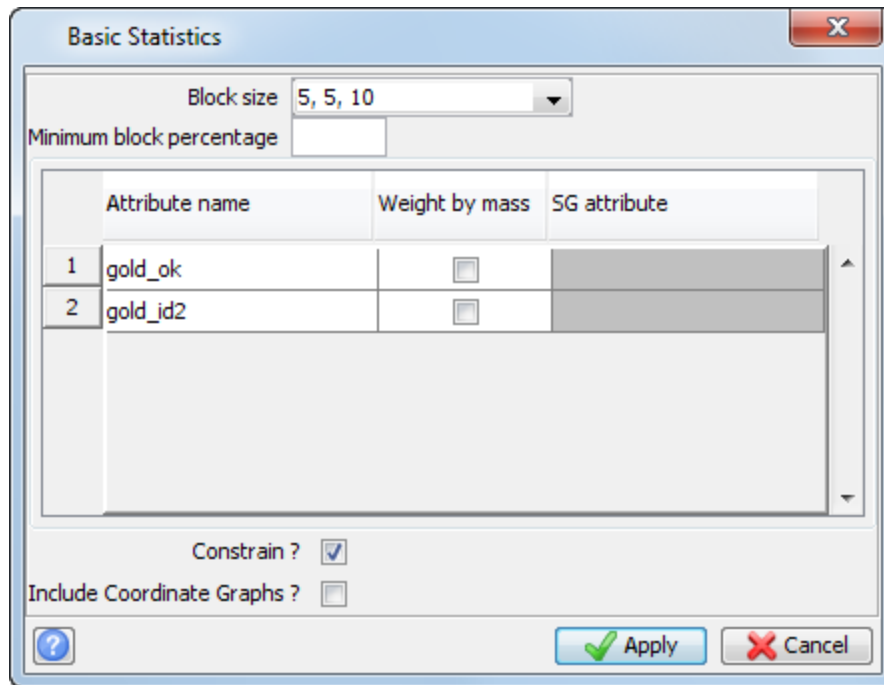 Basic Statistics
Block size 5, 5, 10
Minimum block percentage
Attribute name Weight by mass SG attribute
1 gold_ok
2 gold_id2
Constrain ?
Include Coordinate Graphs ?
? Apply Cancel